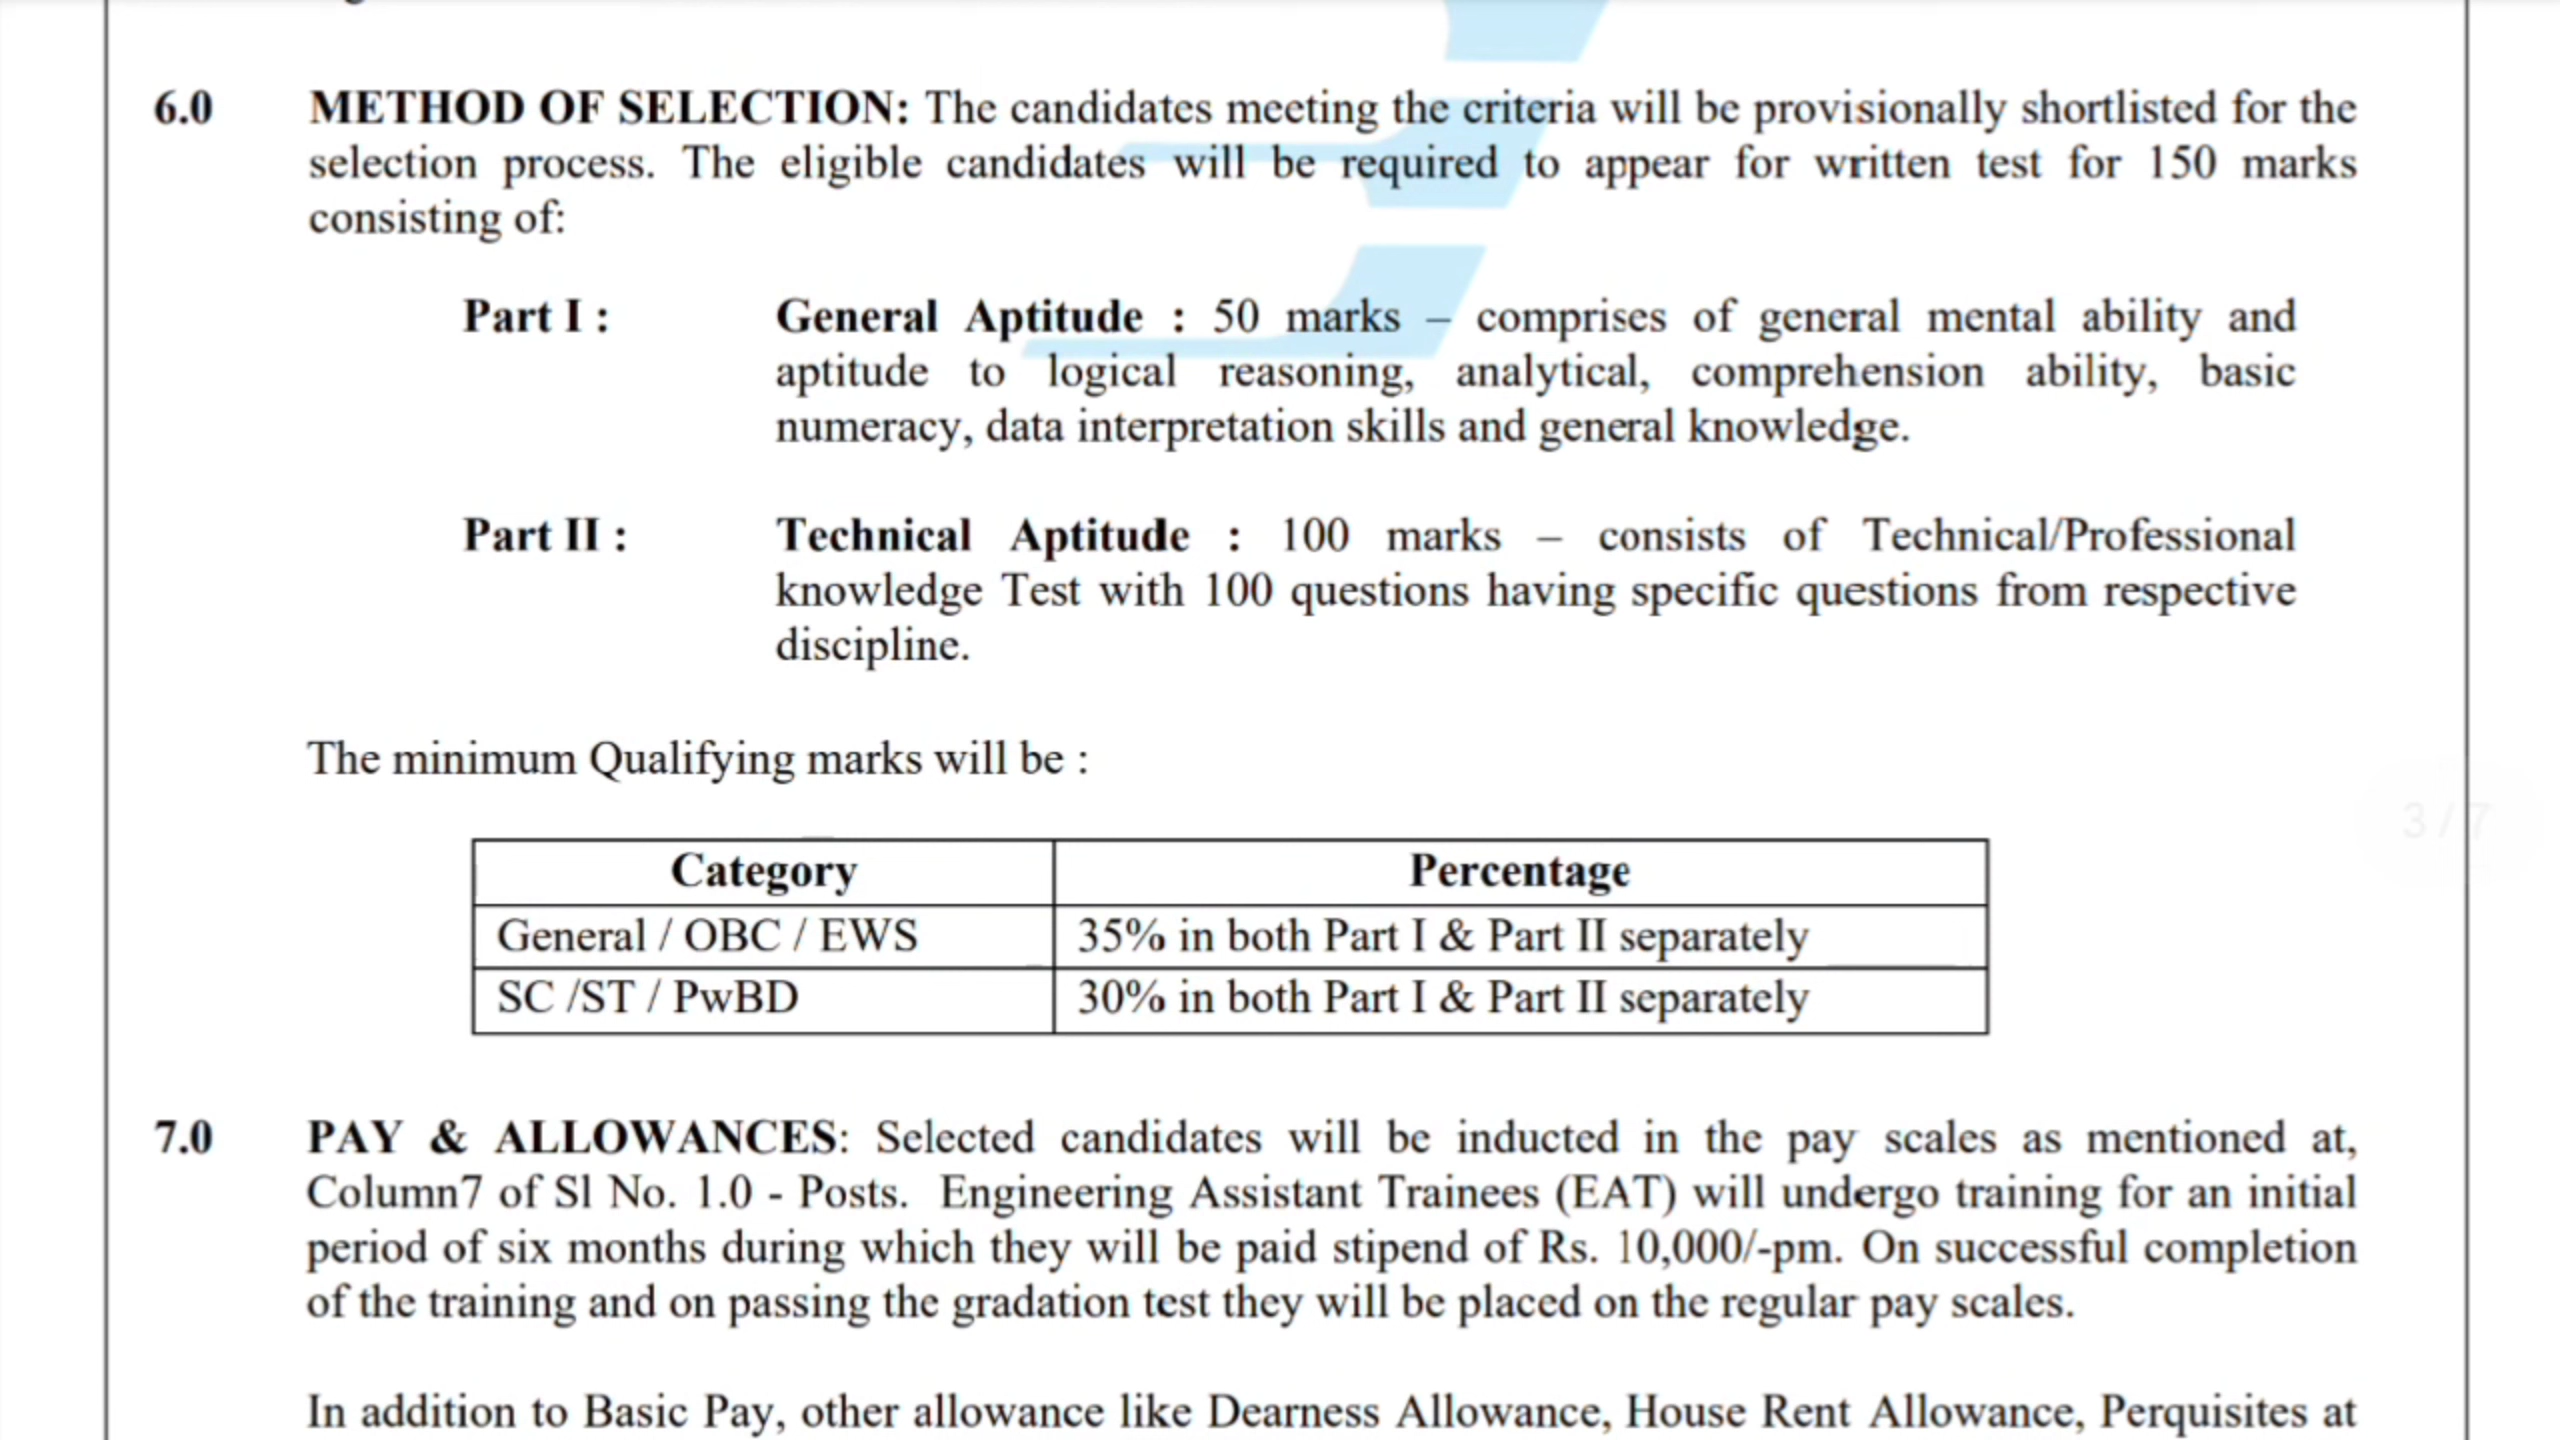 6.0 METHOD OF SELECTION: The candidates meeting the criteria will be provisionally shortlisted for the
selection process. The eligible candidates will be required to appear for written test for 150 marks
consisting of:
Part I : General Aptitude : 50 marks – comprises of general mental ability and
aptitude to logical reasoning, analytical, comprehension ability, basic
numeracy, data interpretation skills and general knowledge.
Part II : Technical Aptitude : 100 marks – consists of Technical/Professional
knowledge Test with 100 questions having specific questions from respective
discipline.
The minimum Qualifying marks will be :
3 / 7
Category Percentage
General / OBC / EWS 35% in both Part I & Part II separately
SC /ST / PwBD 30% in both Part I & Part II separately
7.0 PAY & ALLOWANCES: Selected candidates will be inducted in the pay scales as mentioned at,
Column7 of Sl No. 1.0 - Posts. Engineering Assistant Trainees (EAT) will undergo training for an initial
period of six months during which they will be paid stipend of Rs. 10,000/-pm. On successful completion
of the training and on passing the gradation test they will be placed on the regular pay scales.
In addition to Basic Pay, other allowance like Dearness Allowance, House Rent Allowance, Perquisites at